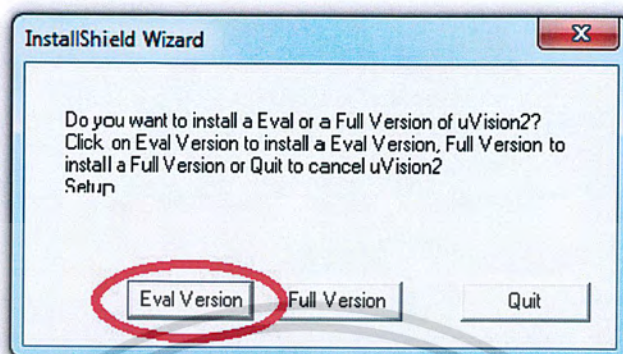 InstallShield Wizard
Do you want to install a Eval or a Full Version of uVision2?
Click on Eval Version to install a Eval Version, Full Version to
install a Full Version or Quit to cancel uVision2
Setup
Eval Version
Full Version
Quit